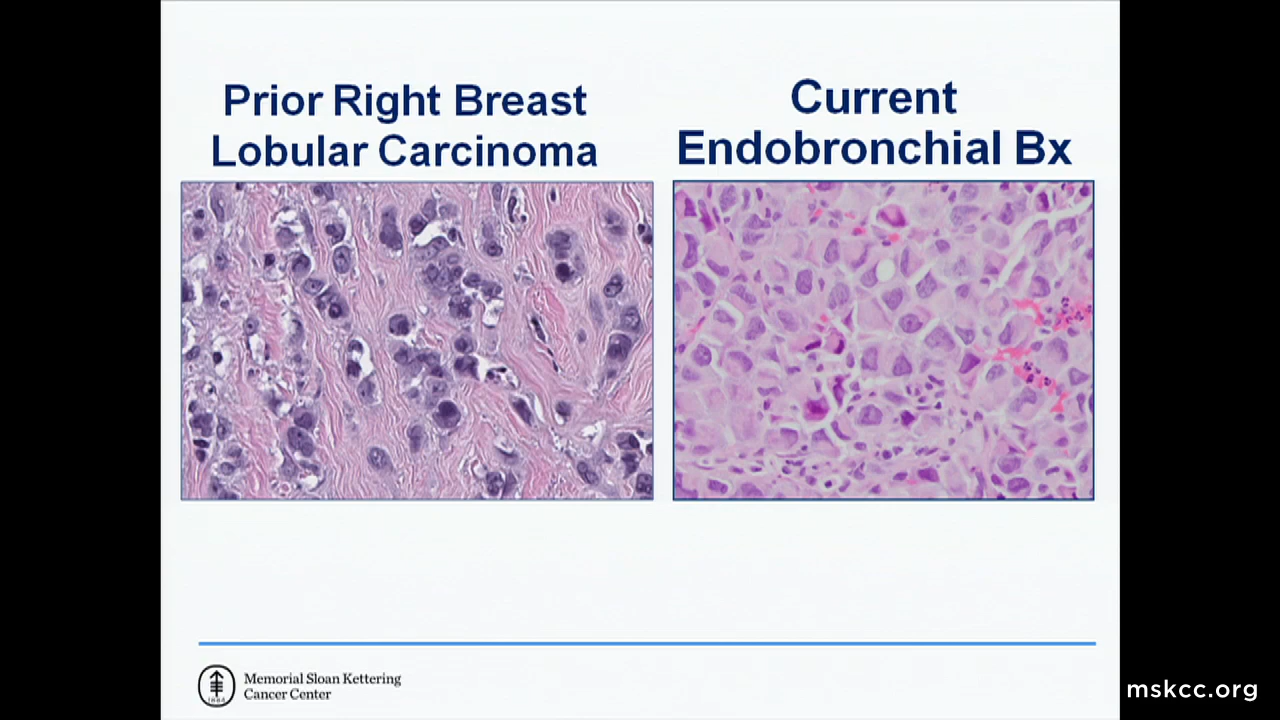 Prior Right Breast
Lobular Carcinoma
Current
Endobronchial Bx
Memorial Sloan Kettering
Cancer Center
mskcc.org